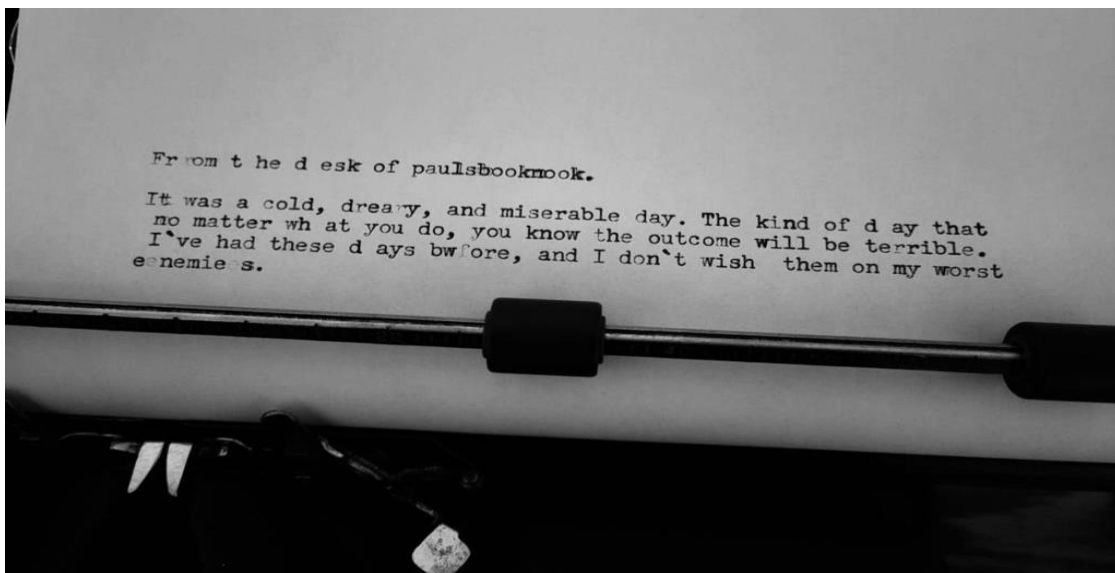 Fr om t he d esk of paulsbooknook.
It was a cold, dreary, and miserable day. The kind of d ay that
no matter wh at you do, you know the outcome will be terrible.
I`ve had these d ays bwfore, and I don`t wish  them on my worst
e nemie s.